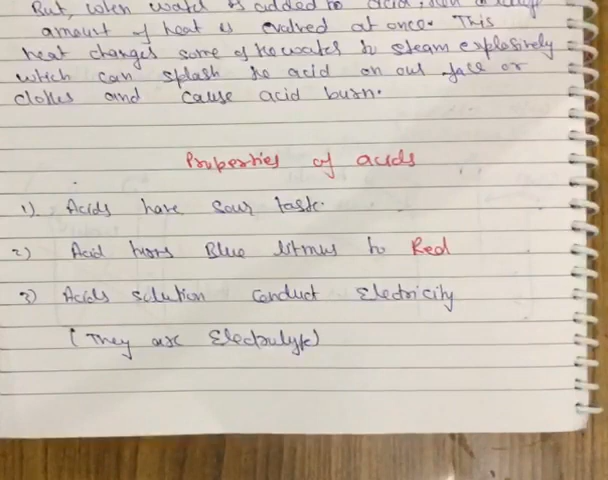 But, when water is added to acid, then a large
amount of heat is evolved at once. This
heat changes some of the water to steam explosively
which can splash the acid on our face or
clothes and cause acid burn.
Properties of acids
1) Acids have sour taste.
2) Acid turns Blue litmus to Red
3) Acids solution conduct Electricity
(They are Electrolyte)